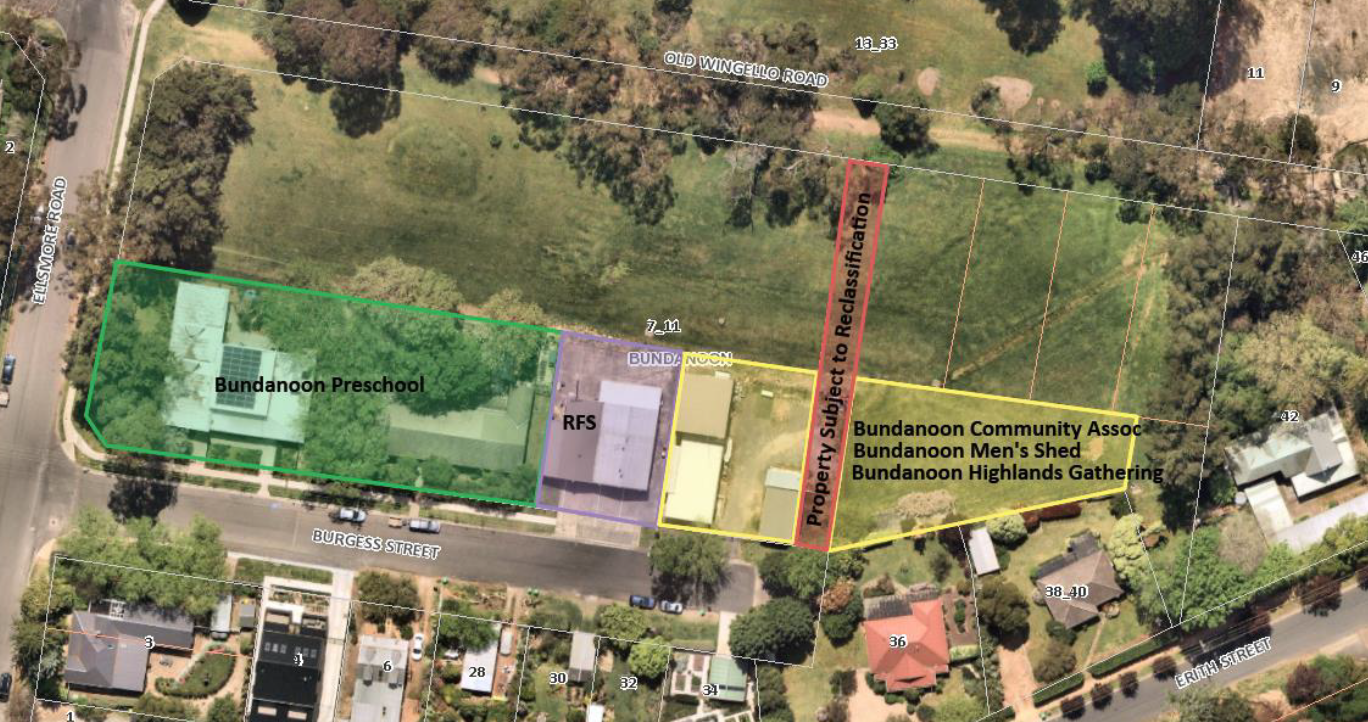 13_33
OLD WINGELLO ROAD
11
9
2
ELLSMORE ROAD
46
7_11
BUNDANOON
Property Subject to Reclassification
Bundanoon Preschool
RFS
42
Bundanoon Community Assoc
Bundanoon Men's Shed
Bundanoon Highlands Gathering
BURGESS STREET
38_40
3
4
6
28
30
32
34
36
ERITH STREET
1